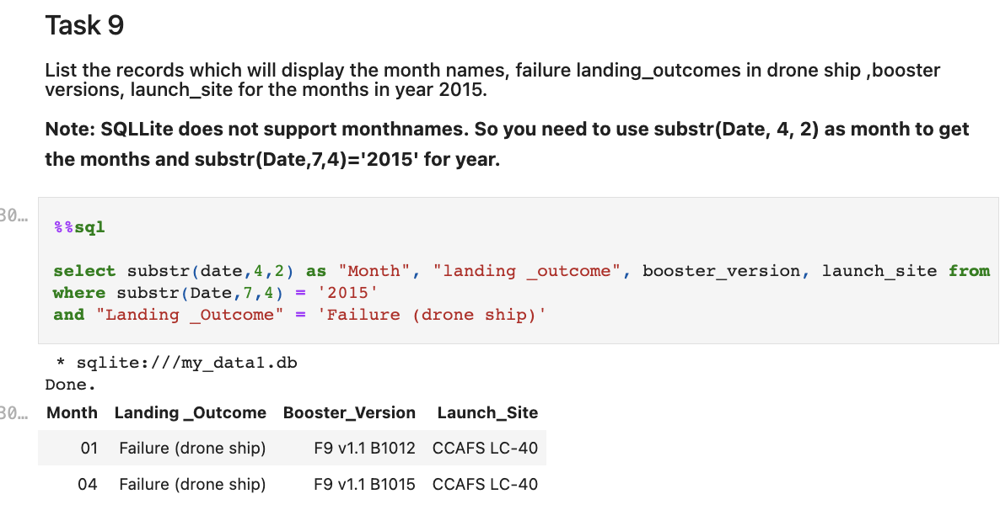 Task 9
List the records which will display the month names, failure landing_outcomes in drone ship ,booster
versions, launch_site for the months in year 2015.
Note: SQLLite does not support monthnames. So you need to use substr(Date, 4, 2) as month to get
the months and substr(Date,7,4)='2015' for year.
30…
%%sql
select substr(date,4,2) as "Month", "landing _outcome", booster_version, launch_site from
where substr(Date,7,4) = '2015'
and "Landing _Outcome" = 'Failure (drone ship)'
* sqlite:///my_data1.db
Done.
30… Month Landing _Outcome Booster_Version Launch_Site
01 Failure (drone ship) F9 v1.1 B1012 CCAFS LC-40
04 Failure (drone ship) F9 v1.1 B1015 CCAFS LC-40